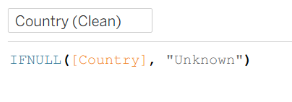 Country (Clean)
IFNULL([Country], "Unknown")